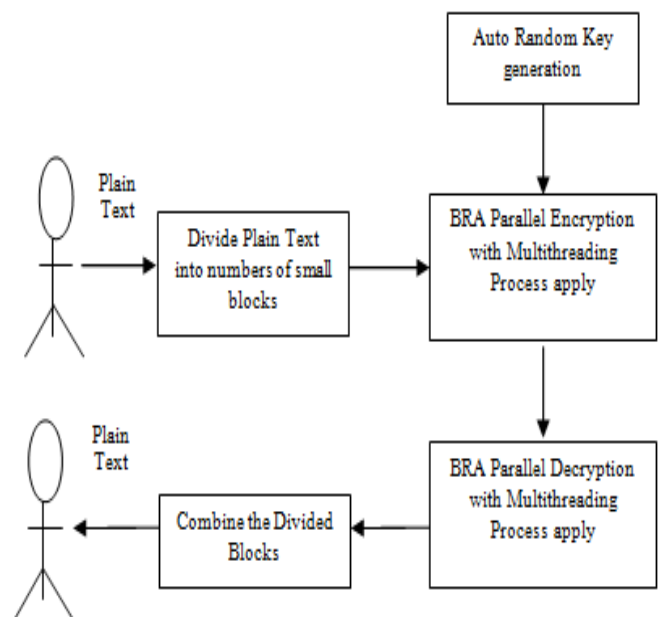 Auto Random Key
generation
Plain
Text
Divide Plain Text
into numbers of small
blocks
BRA Parallel Encryption
with Multithreading
Process apply
Plain
Text
Combine the Divided
Blocks
BRA Parallel Decryption
with Multithreading
Process apply